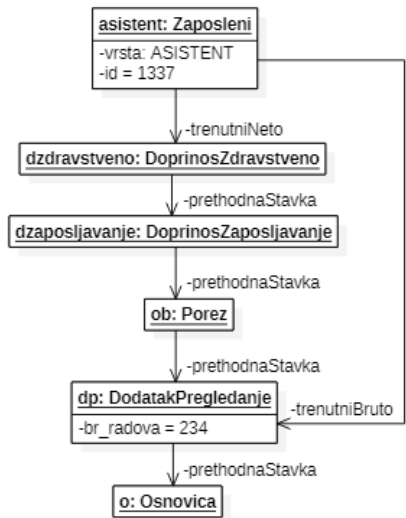 asistent: Zaposleni
-vrsta: ASISTENT
-id = 1337
-trenutniNeto
dzdravstveno: DoprinosZdravstveno
-prethodnaStavka
dzaposljavanje: DoprinosZaposljavanje
-prethodnaStavka
ob: Porez
-prethodnaStavka
dp: DodatakPregledanje
-br_radova = 234
-trenutniBruto
-prethodnaStavka
o: Osnovica